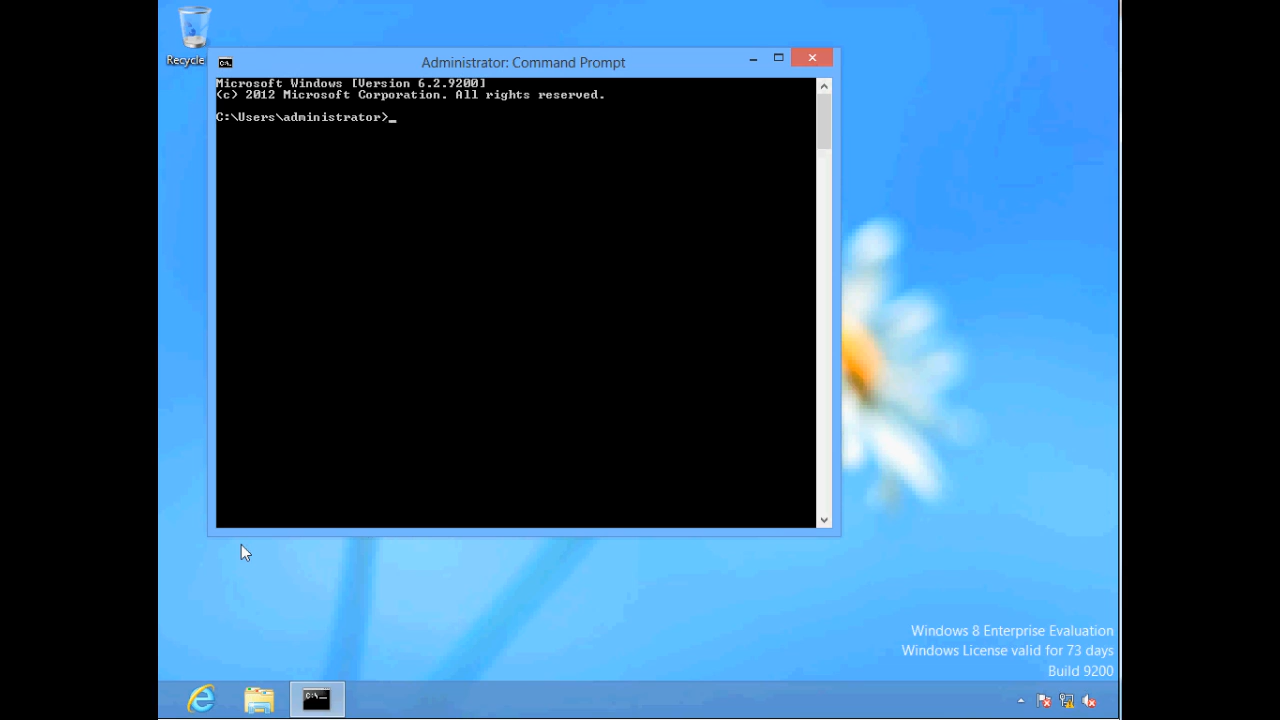 Recycle
Administrator: Command Prompt
Microsoft Windows [Version 6.2.9200]
(c) 2012 Microsoft Corporation. All rights reserved.
C:\Users\administrator>_
Windows 8 Enterprise Evaluation
Windows License valid for 73 days
Build 9200